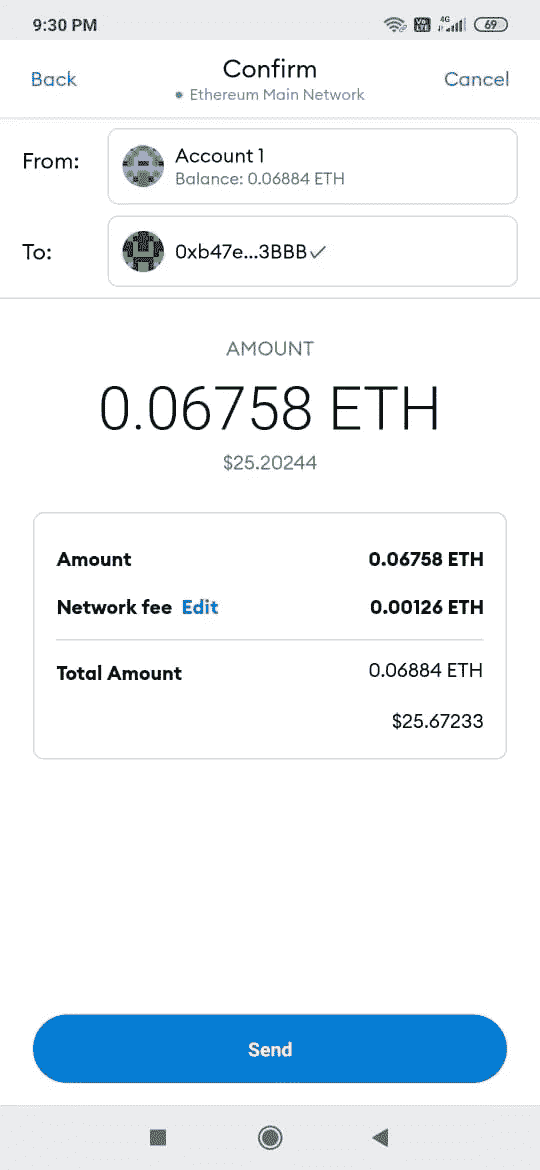 9:30 PM
Vo LTE
4G
69
Back
Confirm
Cancel
Ethereum Main Network
From:
Account 1
Balance: 0.06884 ETH
To:
0xb47e...3BBB✓
AMOUNT
0.06758 ETH
$25.20244
Amount 0.06758 ETH
Network fee Edit 0.00126 ETH
Total Amount 0.06884 ETH
$25.67233
Send